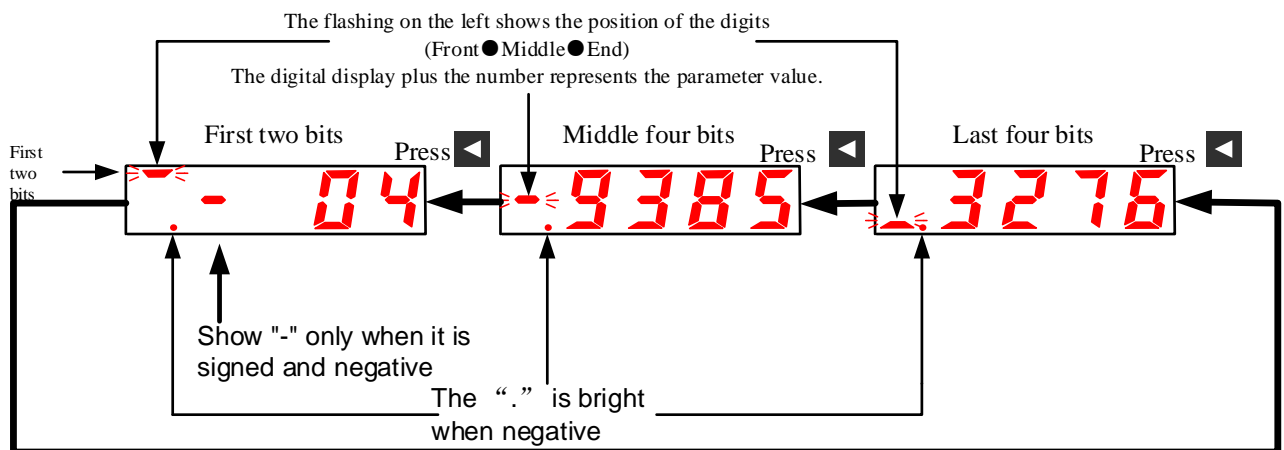 The flashing on the left shows the position of the digits
(Front●Middle●End)
The digital display plus the number represents the parameter value.
First two bits
Press ◀
Middle four bits
Press ◀
Last four bits
Press ◀
First
two
bits
- - 04
- 9385
_ 3276
Show "-" only when it is
signed and negative
The “.” is bright
when negative